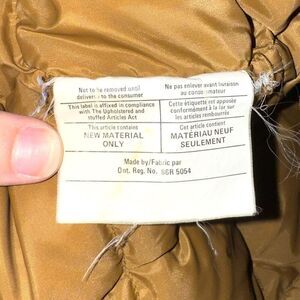 Not to be removed until
delivered to the consumer
Ne pas enlever avant livraison
au consommateur
This label is affixed in compliance
with The Upholstered and
stuffed Articles Act
Cette étiquette est apposée
conformément à la loi sur
les articles rembourrés
This article contains
NEW MATERIAL
ONLY
Cet article contient
MATÉRIAU NEUF
SEULEMENT
Made by/Fabric par
Ont. Reg. No. 66R 5054